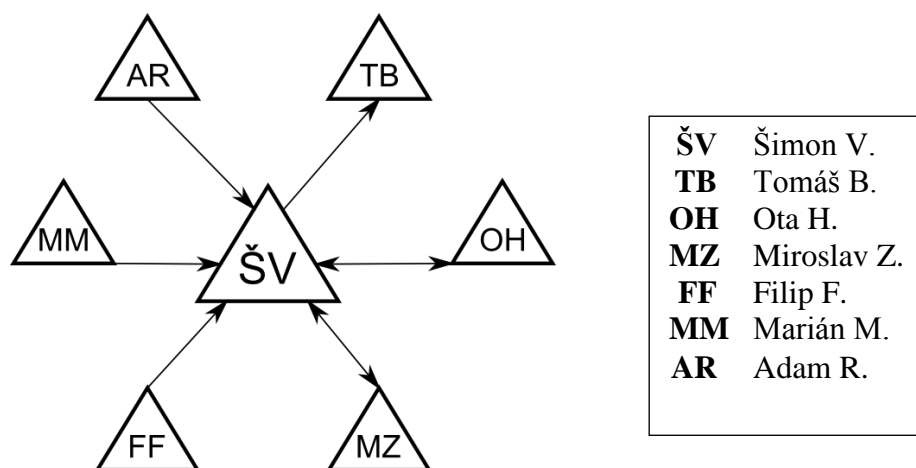 AR
TB
MM
ŠV
OH
FF
MZ
ŠV Šimon V.
TB Tomáš B.
OH Ota H.
MZ Miroslav Z.
FF Filip F.
MM Marián M.
AR Adam R.